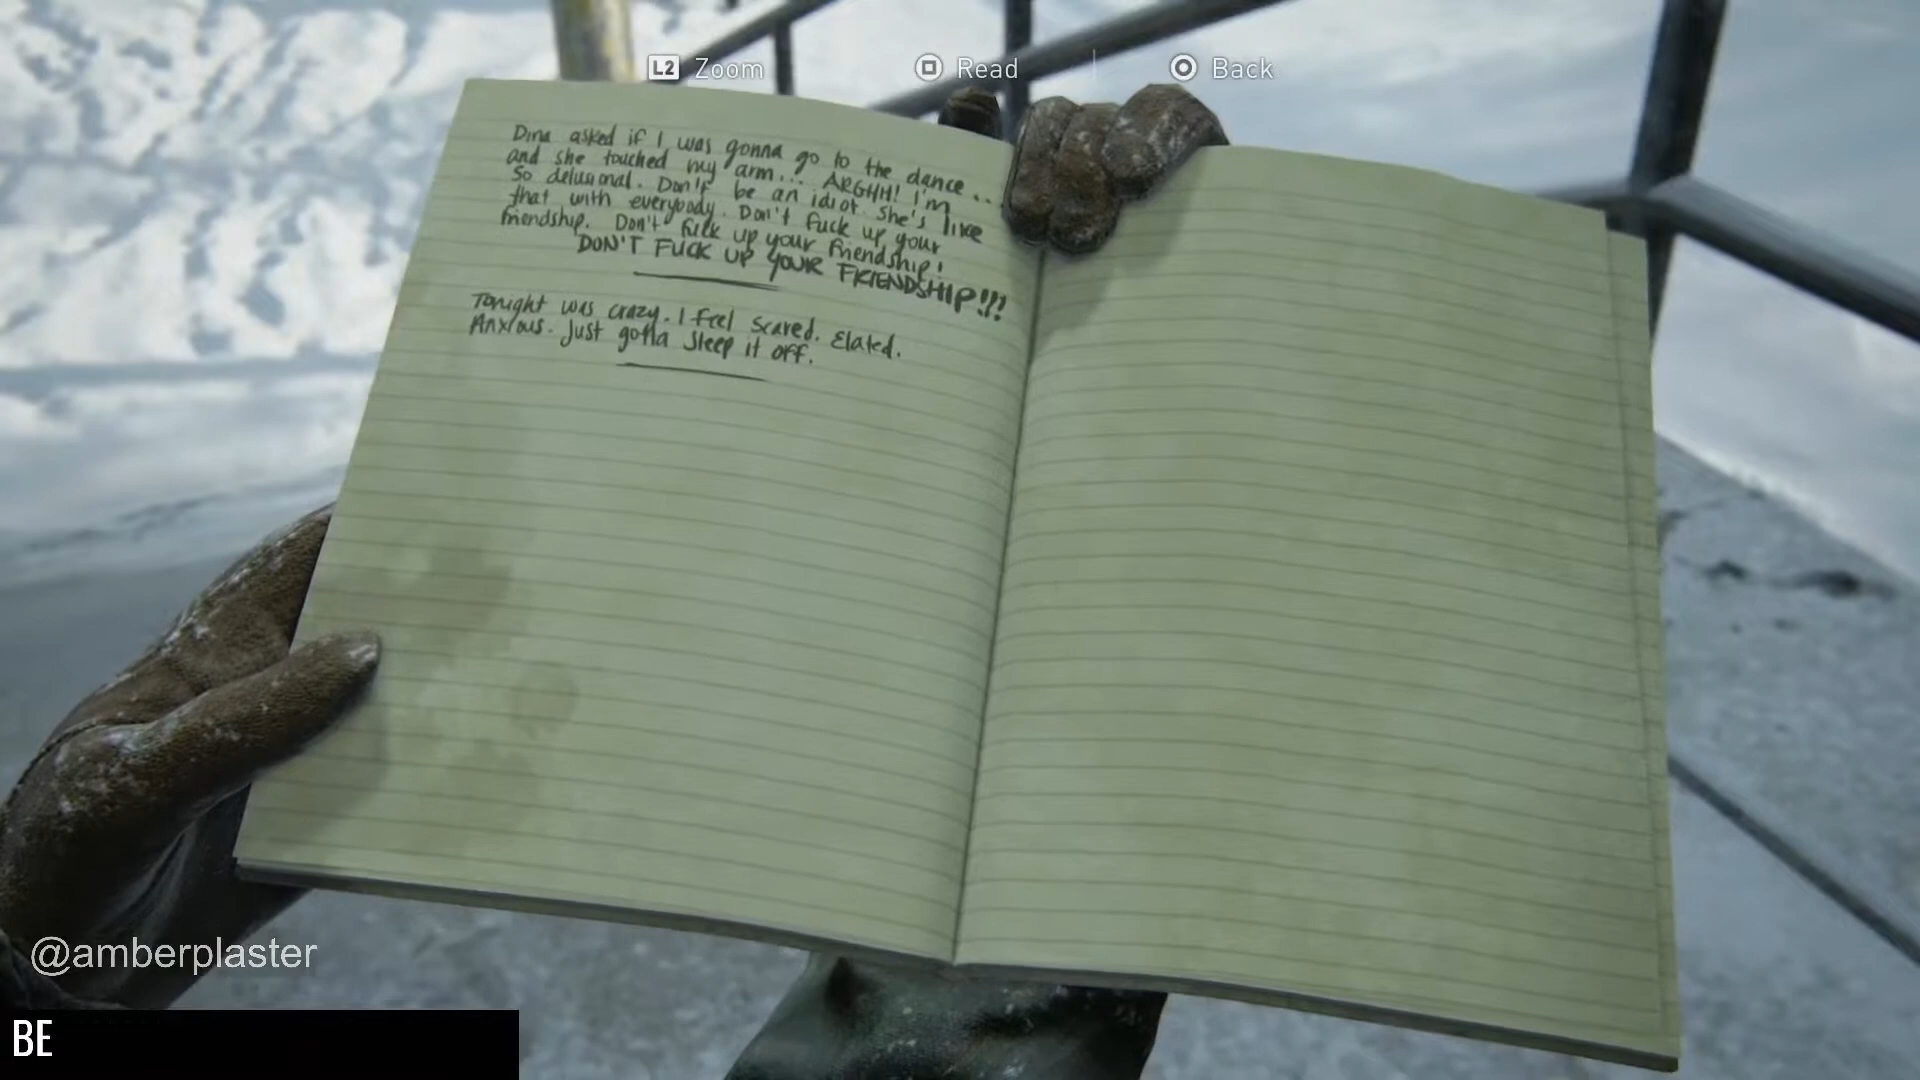 L2 Zoom
Read
Back
Dina asked if I was gonna go to the dance...
and she touched my arm... ARGHH! I'm
so delusional. Don't be an idiot. She's like
that with everybody. Don't fuck up your
friendship. Don't fuck up your friendship!
DON'T FUCK UP YOUR FRIENDSHIP!!!
Tonight was crazy. I feel scared. Elated.
Anxious. Just gotta sleep it off.
@amberplaster
BE